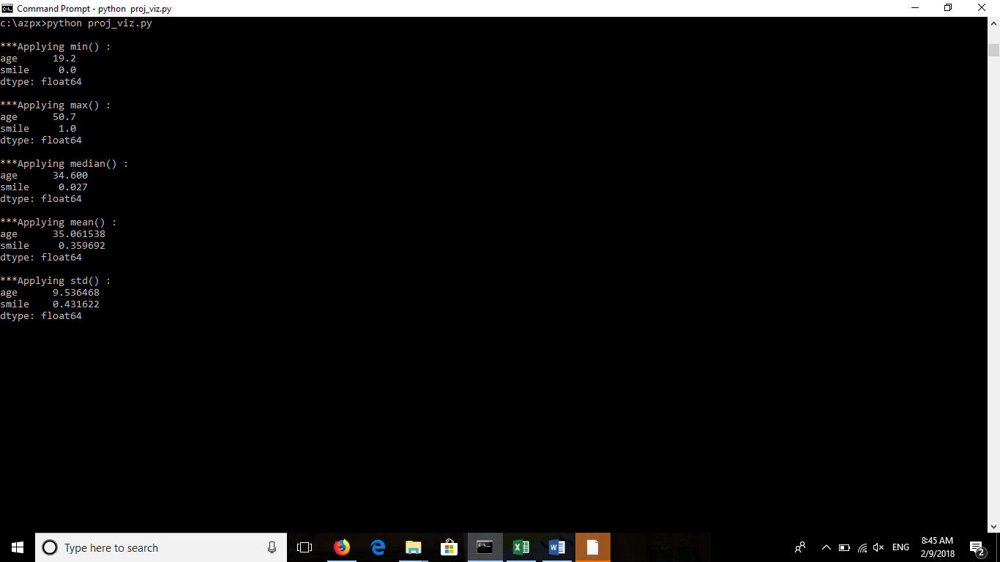 Command Prompt - python  proj_viz.py
c:\azpx>python proj_viz.py
***Applying min() :
age      19.2
smile     0.0
dtype: float64
***Applying max() :
age      50.7
smile     1.0
dtype: float64
***Applying median() :
age      34.600
smile     0.027
dtype: float64
***Applying mean() :
age      35.061538
smile     0.359692
dtype: float64
***Applying std() :
age      9.536468
smile    0.431622
dtype: float64
Type here to search
ENG
8:45 AM
2/9/2018
2